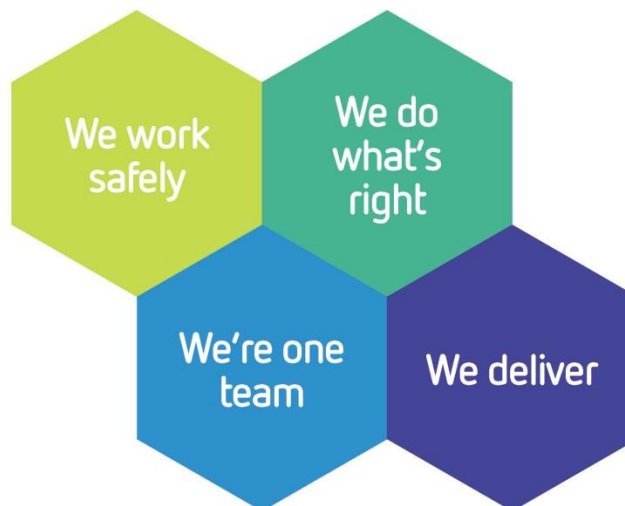 We work
safely
We do
what's
right
We're one
team
We deliver